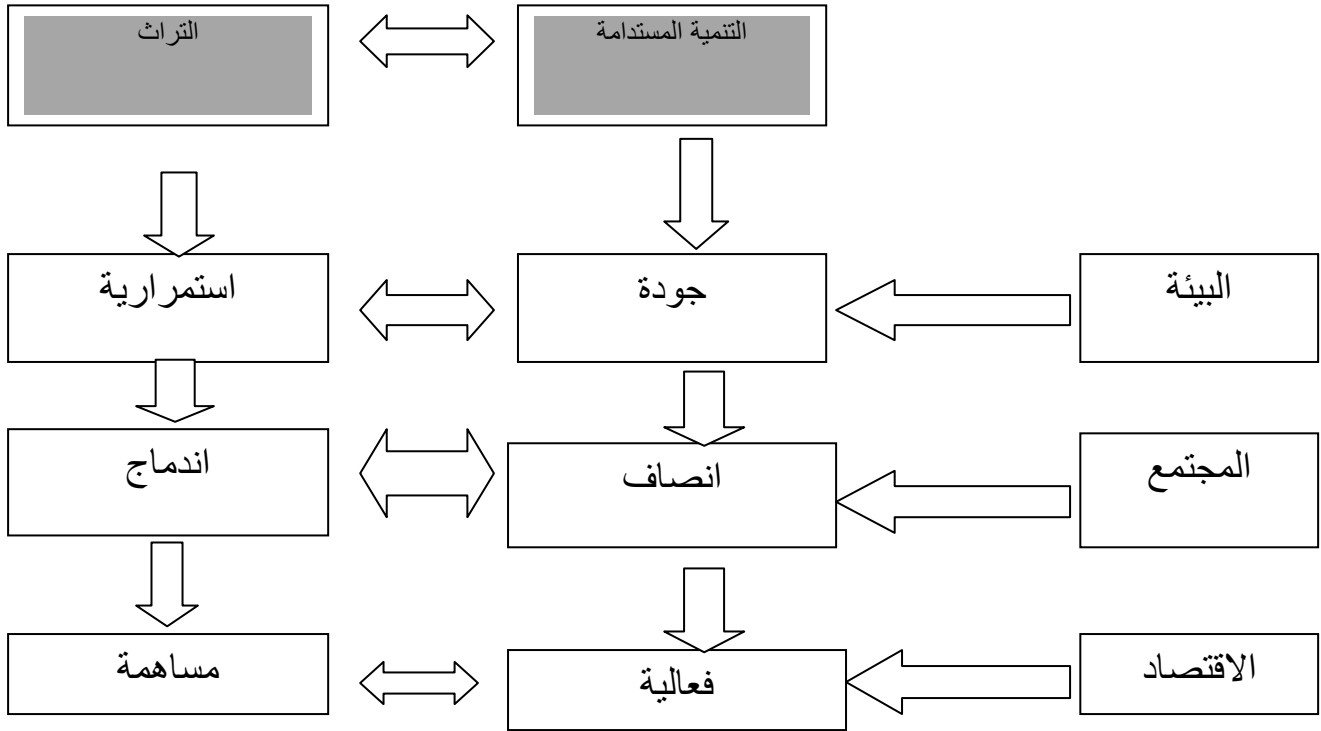 التراث
التنمية المستدامة
استمرارية
جودة
البيئة
اندماج
انصاف
المجتمع
مساهمة
فعالية
الاقتصاد